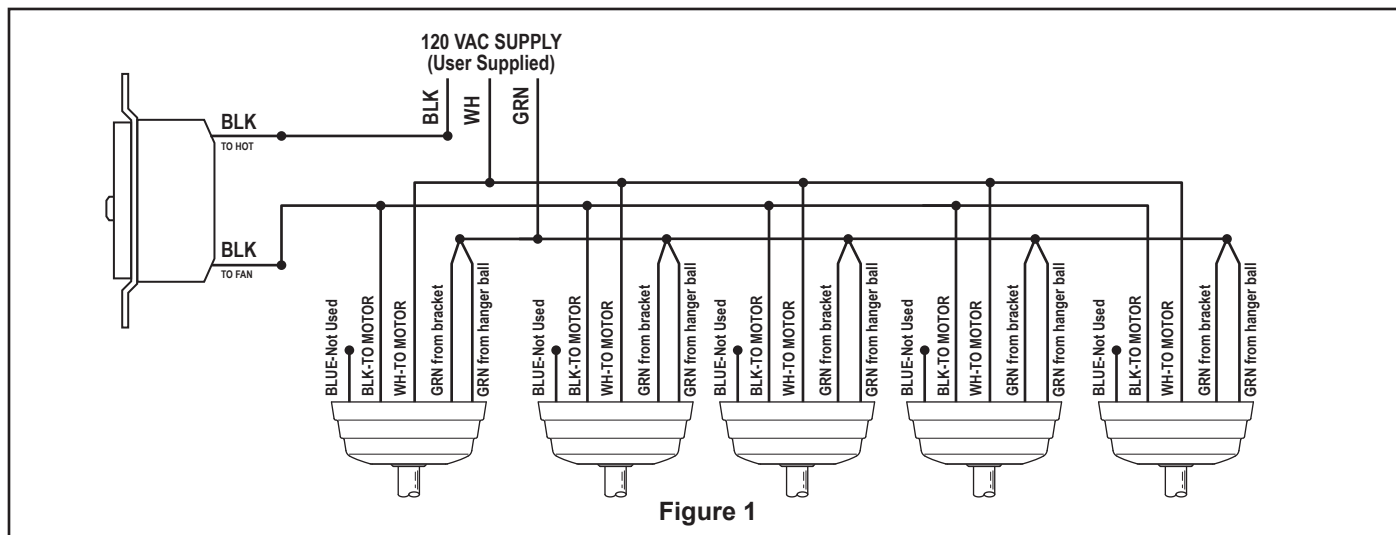 120 VAC SUPPLY
(User Supplied)
BLK
WH
GRN
BLK
TO HOT
BLK
TO FAN
BLUE-Not Used
BLK-TO MOTOR
WH-TO MOTOR
GRN from bracket
GRN from hanger ball
BLUE-Not Used
BLK-TO MOTOR
WH-TO MOTOR
GRN from bracket
GRN from hanger ball
BLUE-Not Used
BLK-TO MOTOR
WH-TO MOTOR
GRN from bracket
GRN from hanger ball
BLUE-Not Used
BLK-TO MOTOR
WH-TO MOTOR
GRN from bracket
GRN from hanger ball
BLUE-Not Used
BLK-TO MOTOR
WH-TO MOTOR
GRN from bracket
GRN from hanger ball
Figure 1